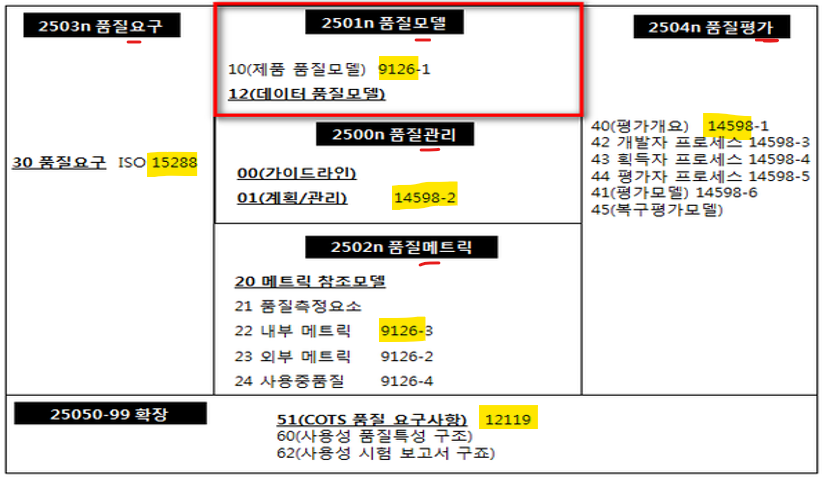 2503n 품질요구
30 품질요구 ISO 15288
2501n 품질모델
10(제품 품질모델) 9126-1
12(데이터 품질모델)
2500n 품질관리
00(가이드라인)
01(계획/관리) 14598-2
2502n 품질메트릭
20 메트릭 참조모델
21 품질측정요소
22 내부 메트릭 9126-3
23 외부 메트릭 9126-2
24 사용중품질 9126-4
2504n 품질평가
40(평가개요) 14598-1
42 개발자 프로세스 14598-3
43 획득자 프로세스 14598-4
44 평가자 프로세스 14598-5
41(평가모델) 14598-6
45(복구평가모델)
25050-99 확장
51(COTS 품질 요구사항) 12119
60(사용성 품질특성 구조)
62(사용성 시험 보고서 구죠)